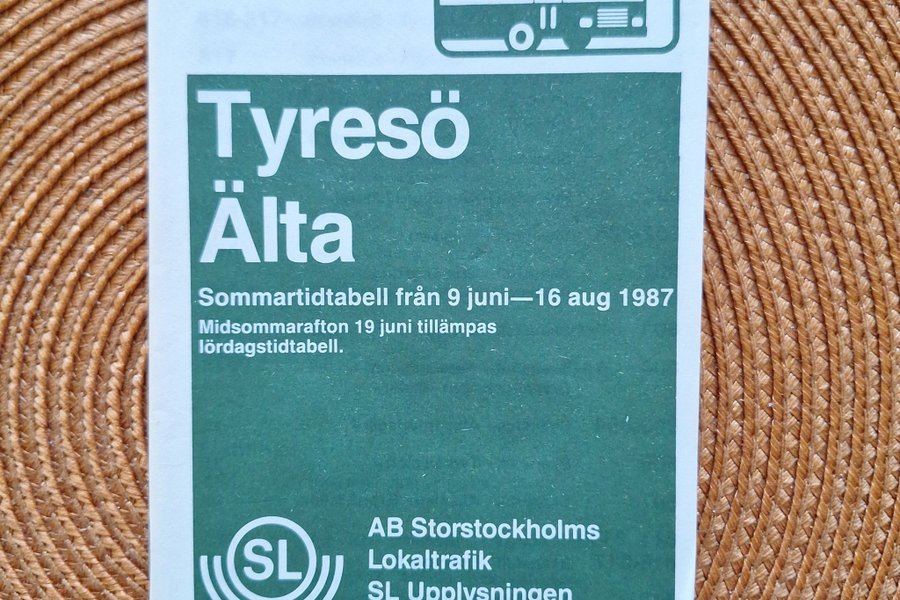 Tyresö
Älta
Sommartidtabell från 9 juni—16 aug 1987
Midsommarafton 19 juni tillämpas
lördagstidtabell.
SL
AB Storstockholms
Lokaltrafik
SL Upplysningen